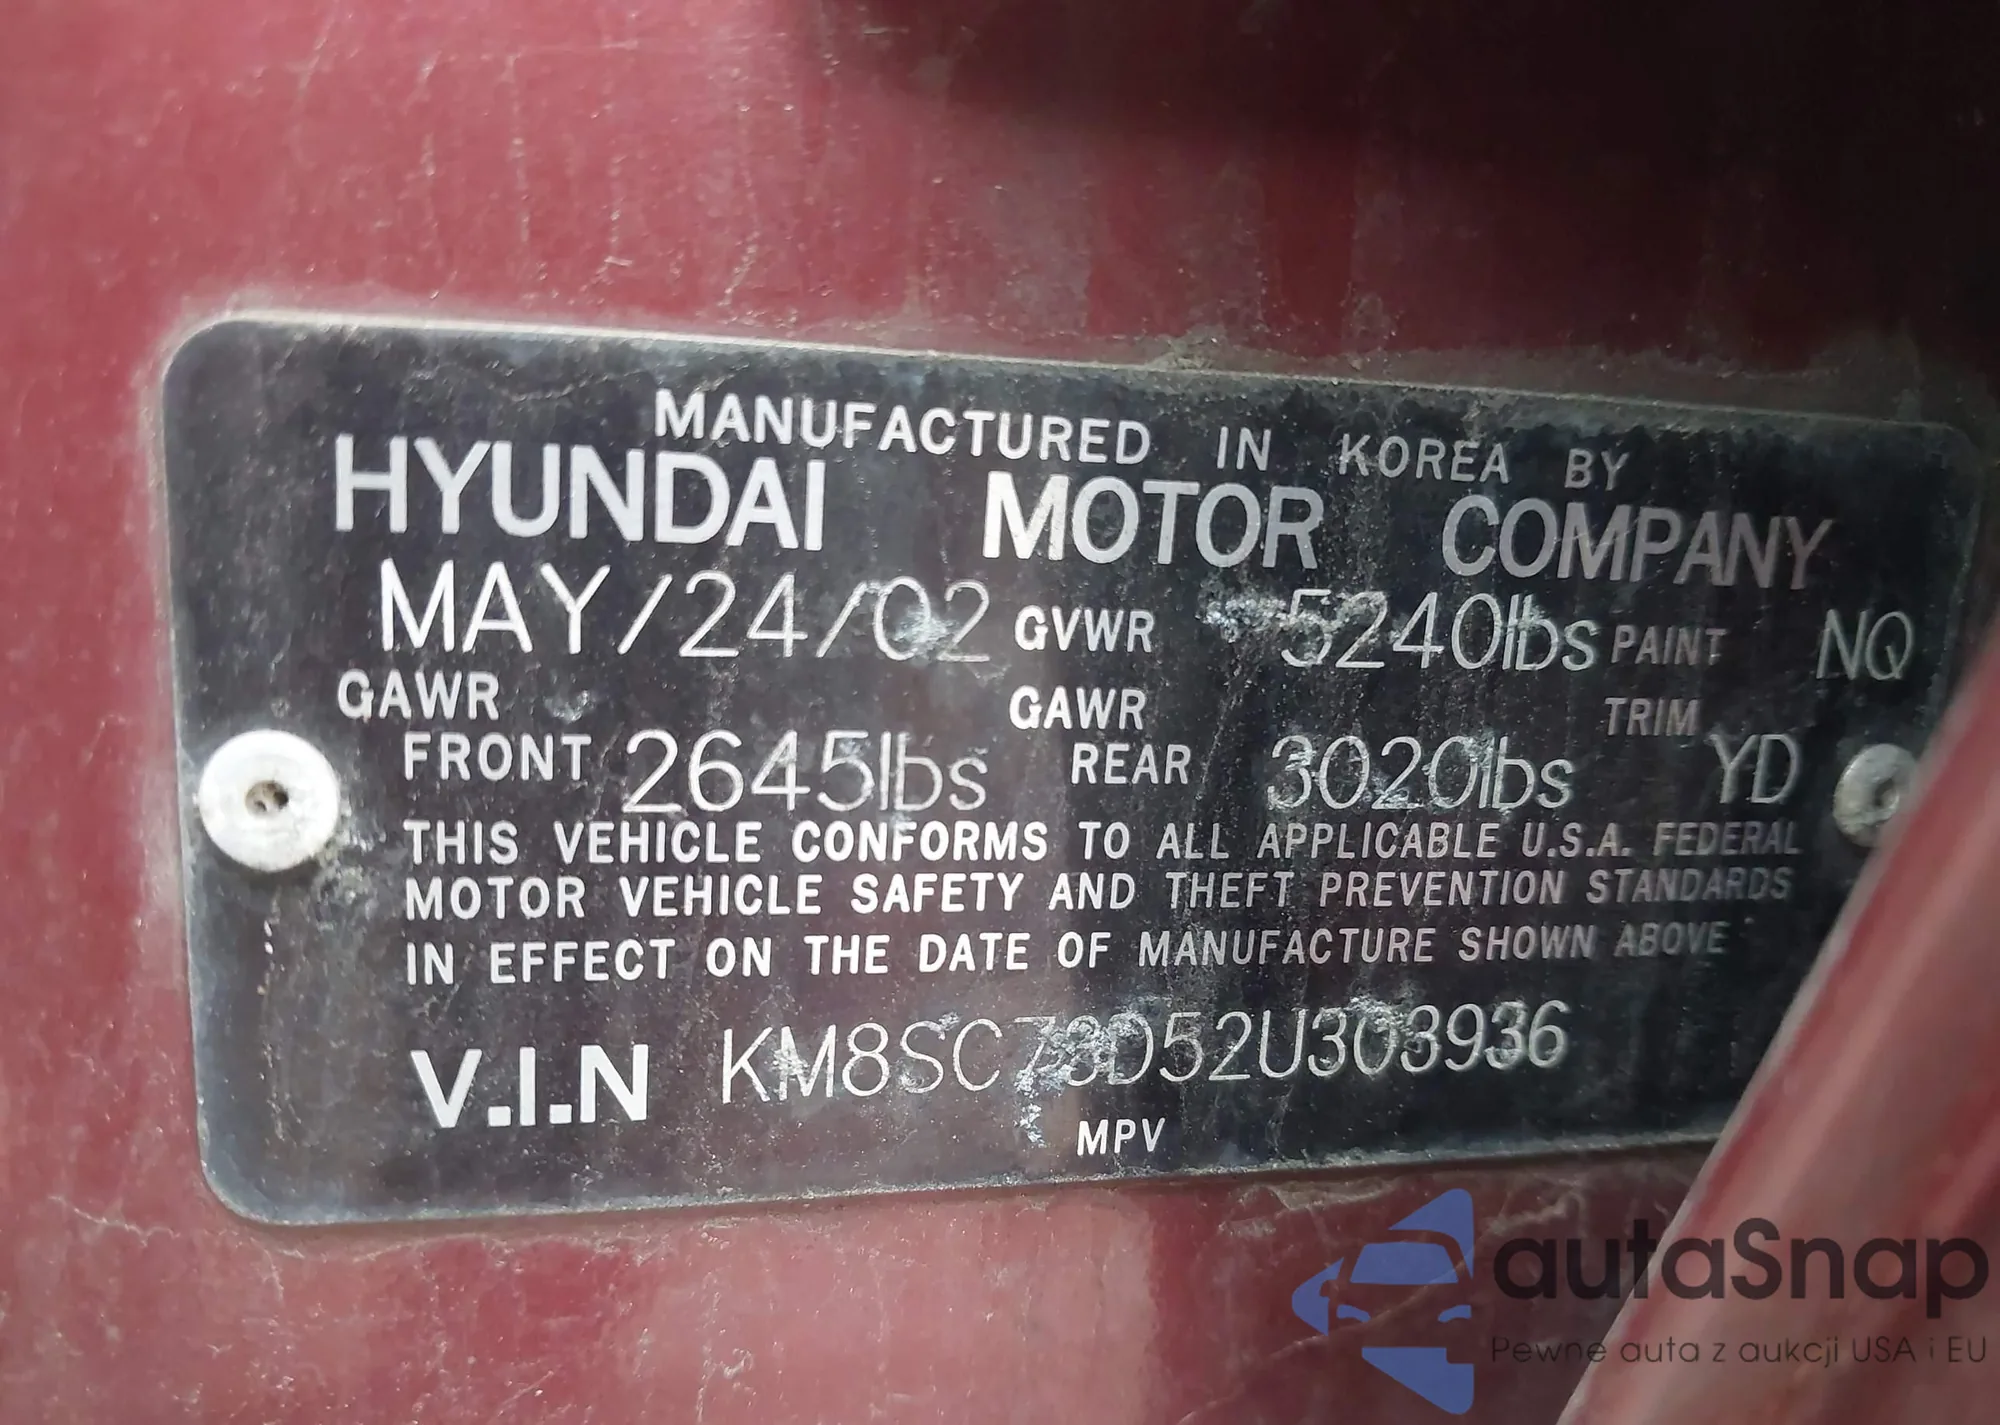 MANUFACTURED IN KOREA BY
HYUNDAI MOTOR COMPANY
MAY/24/02 GVWR 5240lbs PAINT NQ
GAWR GAWR TRIM
FRONT 2645lbs REAR 3020lbs YD
THIS VEHICLE CONFORMS TO ALL APPLICABLE U.S.A. FEDERAL
MOTOR VEHICLE SAFETY AND THEFT PREVENTION STANDARDS
IN EFFECT ON THE DATE OF MANUFACTURE SHOWN ABOVE
V.I.N KM8SC73D52U303936
MPV
autaSnap
Pewne auta z aukcji USA i EU